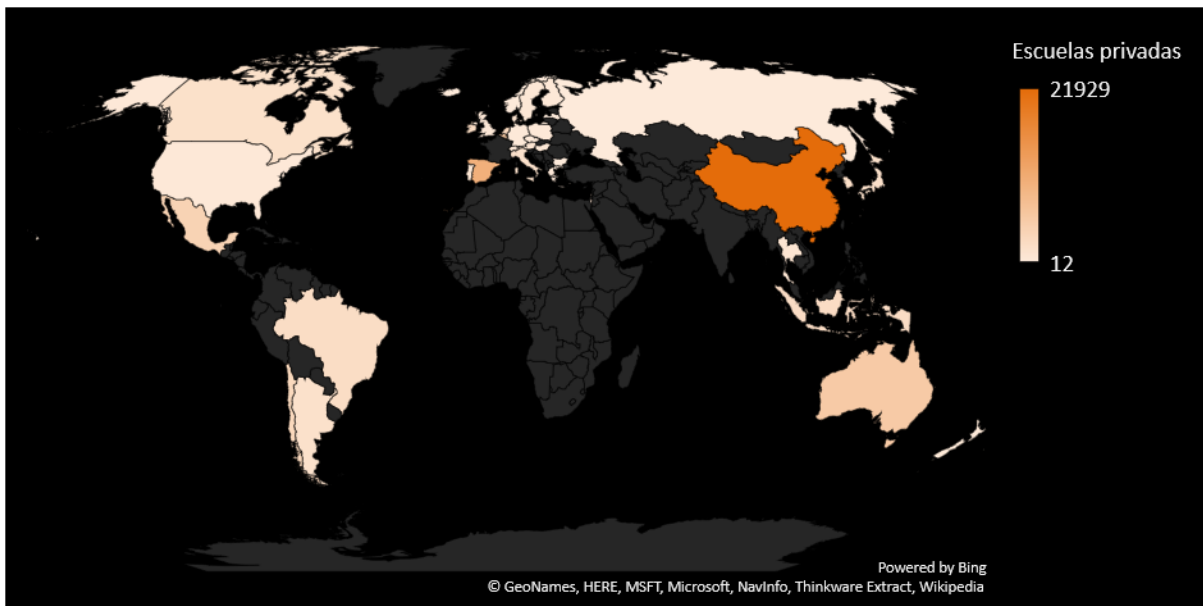 Escuelas privadas
21929
12
Powered by Bing
© GeoNames, HERE, MSFT, Microsoft, NavInfo, Thinkware Extract, Wikipedia